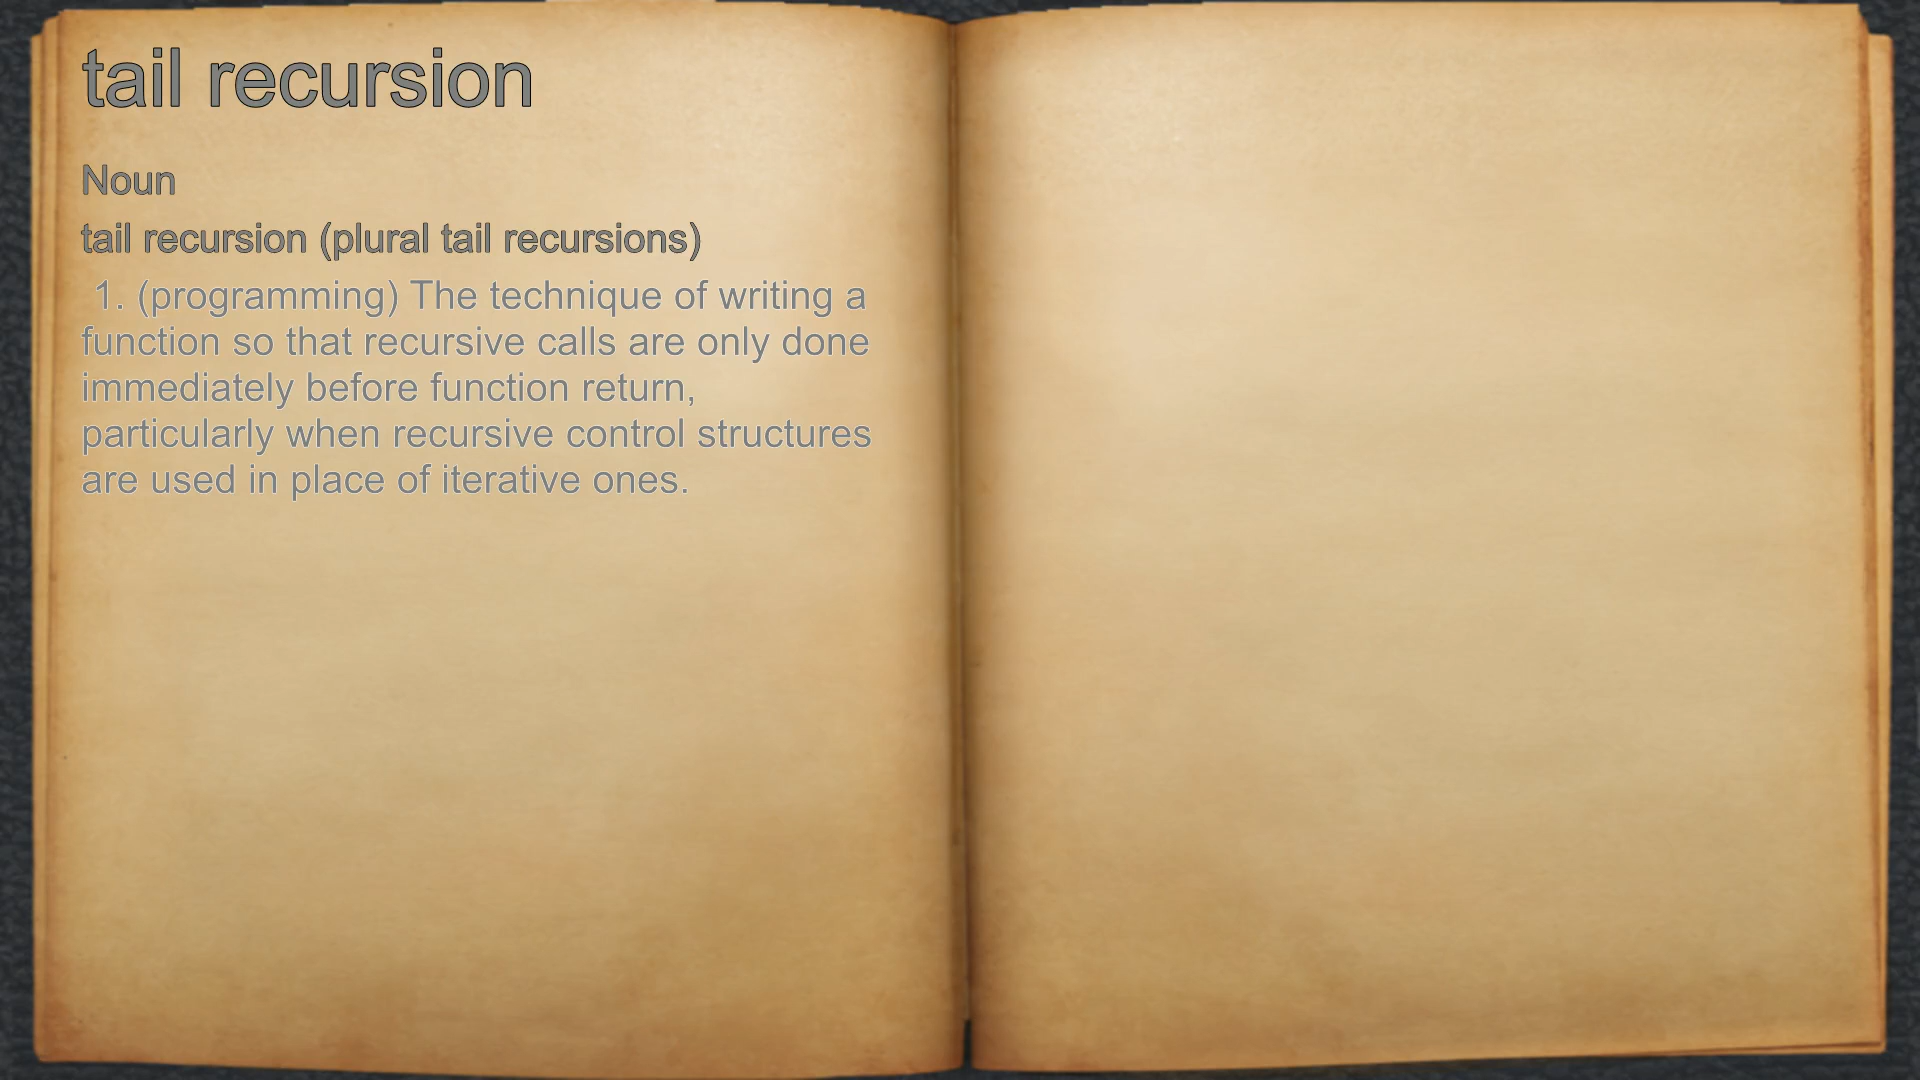 tail recursion
Noun
tail recursion (plural tail recursions)
1. (programming) The technique of writing a
function so that recursive calls are only done
immediately before function return,
particularly when recursive control structures
are used in place of iterative ones.